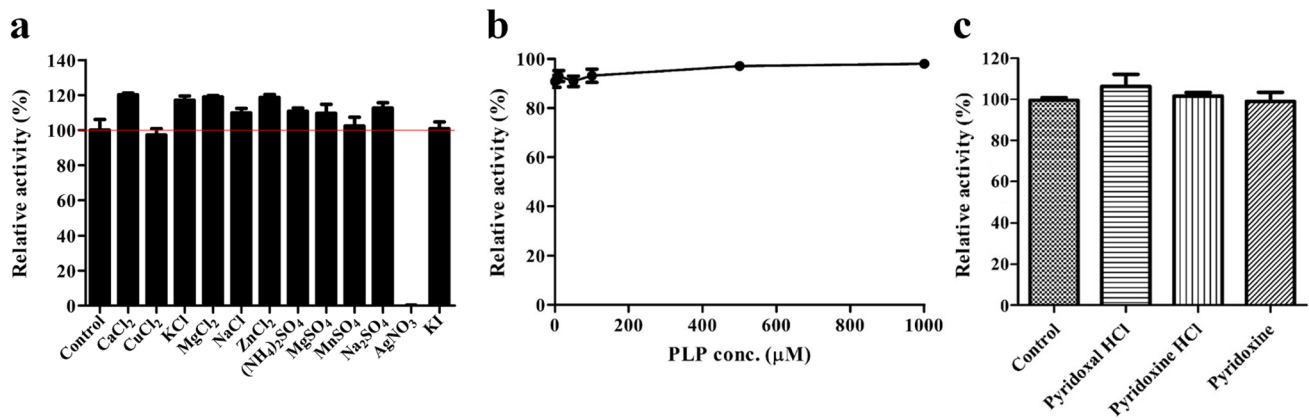 a
Relative activity (%)
140
120
100
80
60
40
20
0
Control
CaCl₂
CuCl₂
KCl
MgCl₂
NaCl
ZnCl₂
(NH₄)₂SO₄
MgSO₄
MnSO₄
Na₂SO₄
AgNO₃
KI
b
Relative activity (%)
100
80
60
40
20
0
0 200 400 600 800 1000
PLP conc. (μM)
c
Relative activity (%)
120
100
80
60
40
20
0
Control
Pyridoxal HCl
Pyridoxine HCl
Pyridoxine